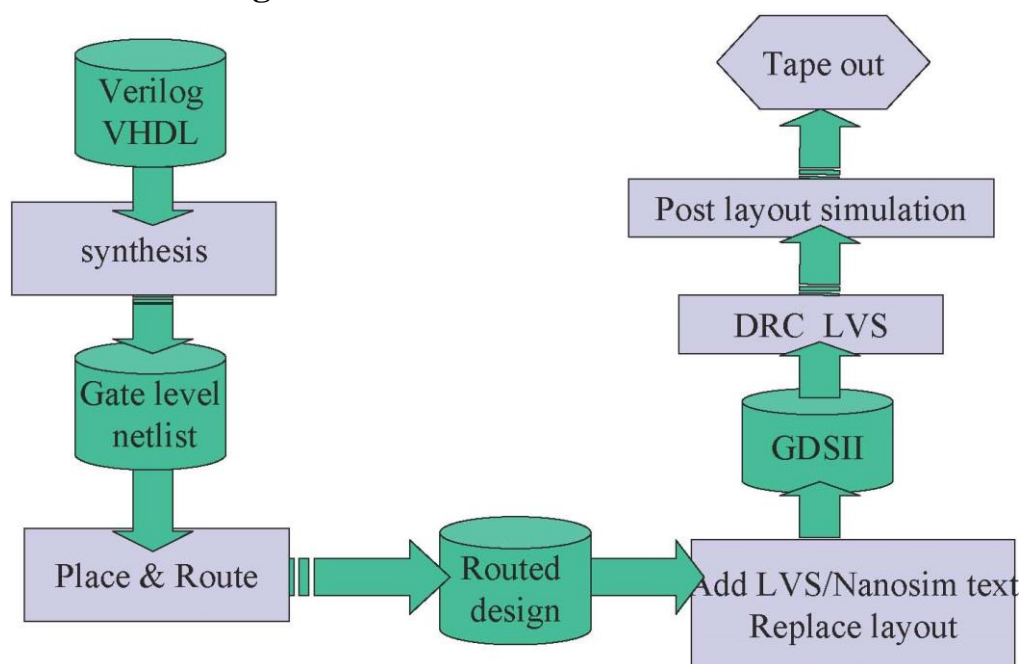 Verilog
VHDL
synthesis
Gate level
netlist
Place & Route
Routed
design
Add LVS/Nanosim text
Replace layout
GDSII
DRC LVS
Post layout simulation
Tape out